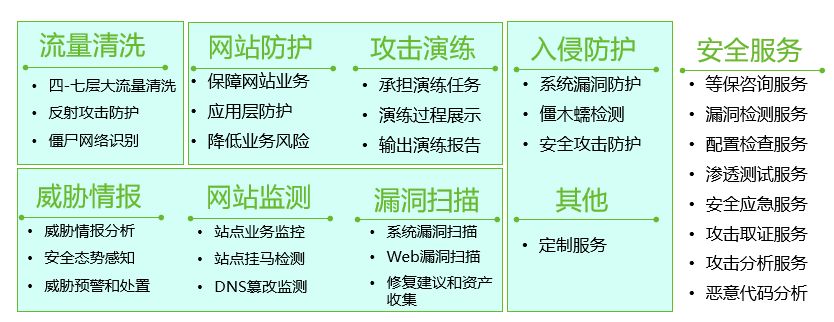 流量清洗
• 四-七层大流量清洗
• 反射攻击防护
• 僵尸网络识别
网站防护
• 保障网站业务
• 应用层防护
• 降低业务风险
攻击演练
• 承担演练任务
• 演练过程展示
• 输出演练报告
入侵防护
• 系统漏洞防护
• 僵木蠕检测
• 安全攻击防护
安全服务
• 等保咨询服务
• 漏洞检测服务
• 配置检查服务
• 渗透测试服务
• 安全应急服务
• 攻击取证服务
• 攻击分析服务
• 恶意代码分析
威胁情报
• 威胁情报分析
• 安全态势感知
• 威胁预警和处置
网站监测
• 站点业务监控
• 站点挂马检测
• DNS篡改监测
漏洞扫描
• 系统漏洞扫描
• Web漏洞扫描
• 修复建议和资产
收集
其他
• 定制服务